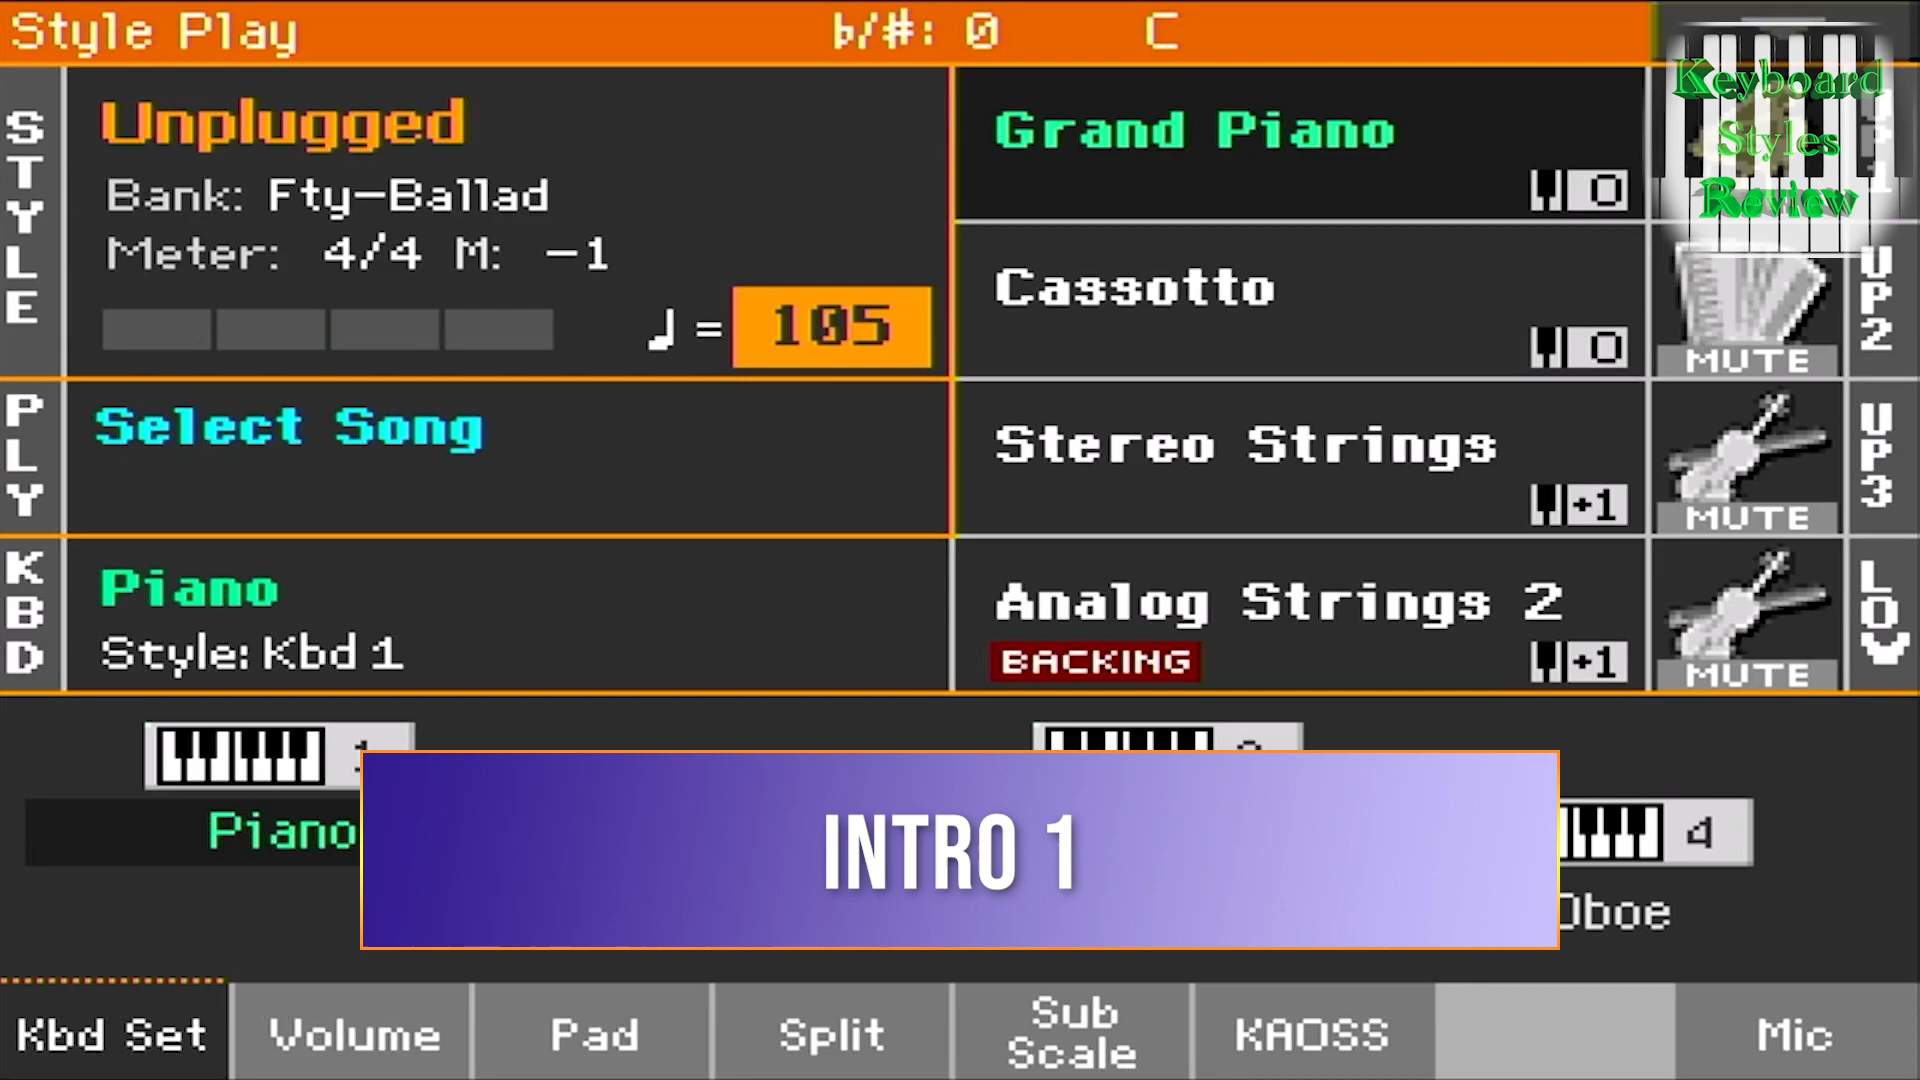 Style Play
♭/#: 0
C
Keyboard
Styles
Review
STYLE
Unplugged
Bank: Fty-Ballad
Meter: 4/4 M: -1
♩ = 105
Grand Piano
0
Cassotto
0
MUTE
UP2
PLY
Select Song
Stereo Strings
+1
MUTE
UP3
KBD
Piano
Style: Kbd 1
Analog Strings 2
BACKING
+1
MUTE
LOW
Piano
INTRO 1
4
Oboe
Kbd Set
Volume
Pad
Split
Sub
Scale
KAOSS
Mic